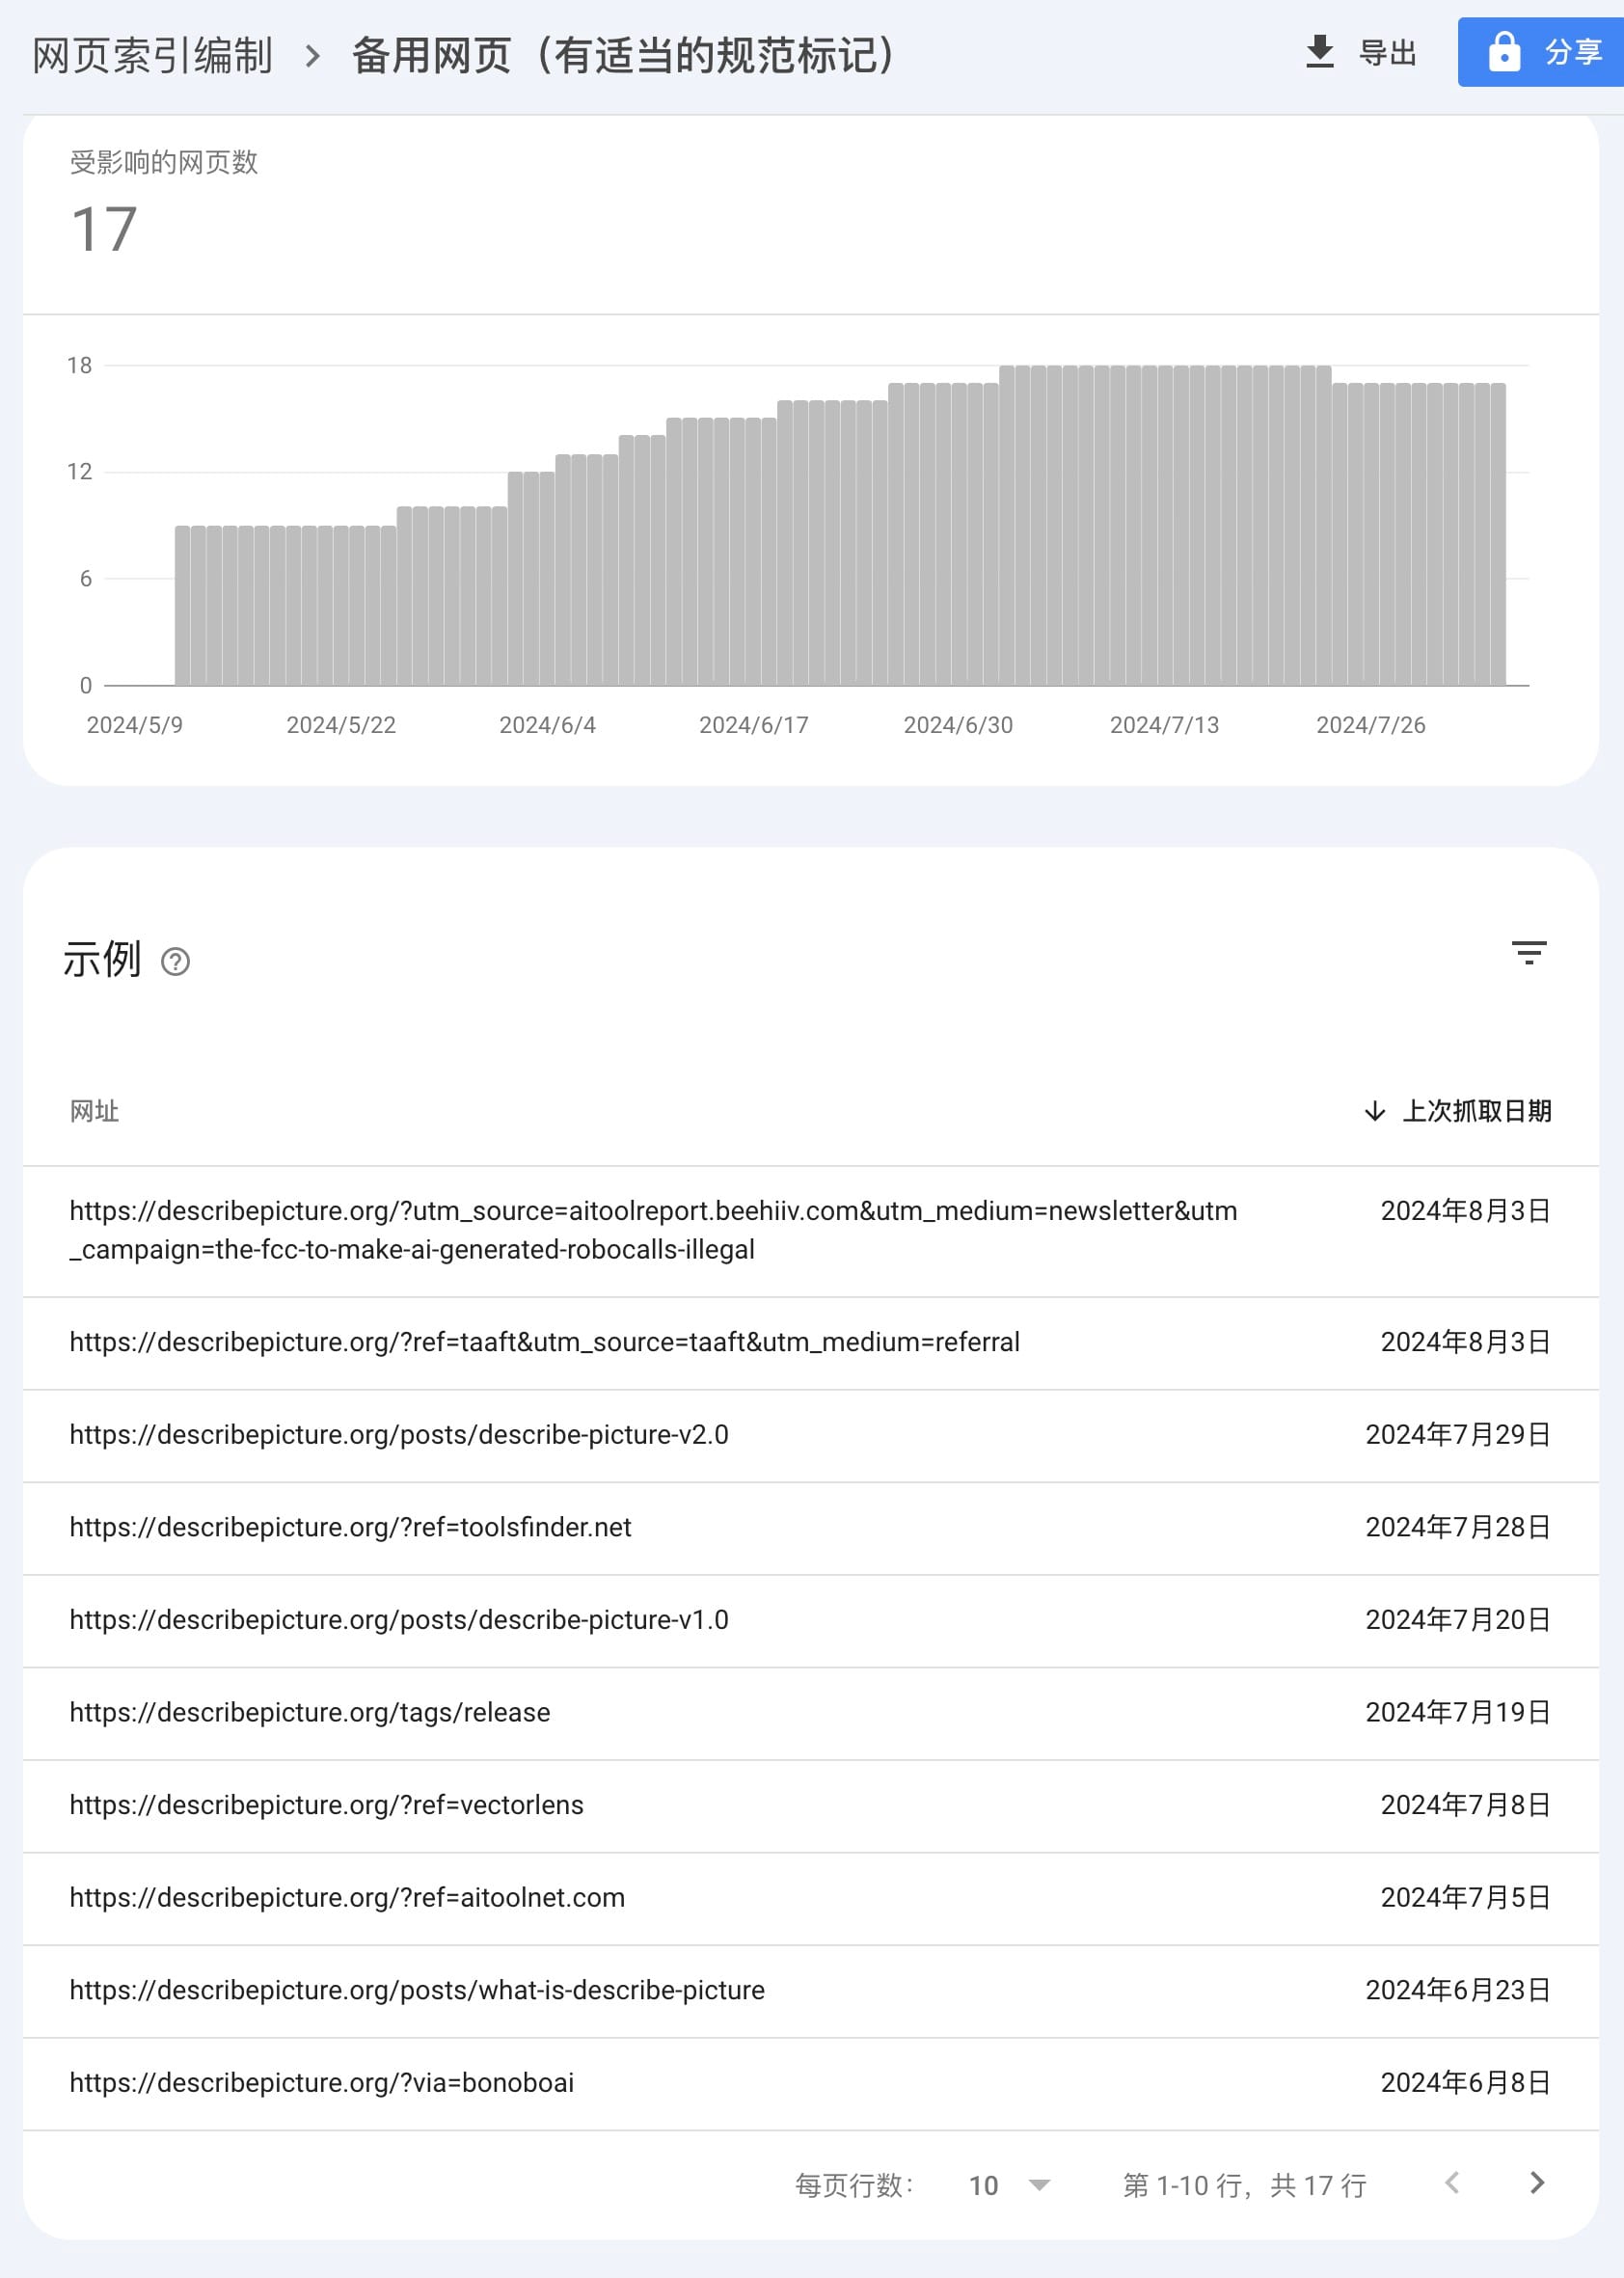 网页索引编制 > 备用网页（有适当的规范标记）
导出
分享
受影响的网页数
17
18
12
6
0
2024/5/9 2024/5/22 2024/6/4 2024/6/17 2024/6/30 2024/7/13 2024/7/26
示例
网址 上次抓取日期
https://describepicture.org/?utm_source=aitoolreport.beehiiv.com&utm_medium=newsletter&utm 2024年8月3日
_campaign=the-fcc-to-make-ai-generated-robocalls-illegal
https://describepicture.org/?ref=taaft&utm_source=taaft&utm_medium=referral 2024年8月3日
https://describepicture.org/posts/describe-picture-v2.0 2024年7月29日
https://describepicture.org/?ref=toolsfinder.net 2024年7月28日
https://describepicture.org/posts/describe-picture-v1.0 2024年7月20日
https://describepicture.org/tags/release 2024年7月19日
https://describepicture.org/?ref=vectorlens 2024年7月8日
https://describepicture.org/?ref=aitoolnet.com 2024年7月5日
https://describepicture.org/posts/what-is-describe-picture 2024年6月23日
https://describepicture.org/?via=bonoboai 2024年6月8日
每页行数： 10 第 1-10 行，共 17 行